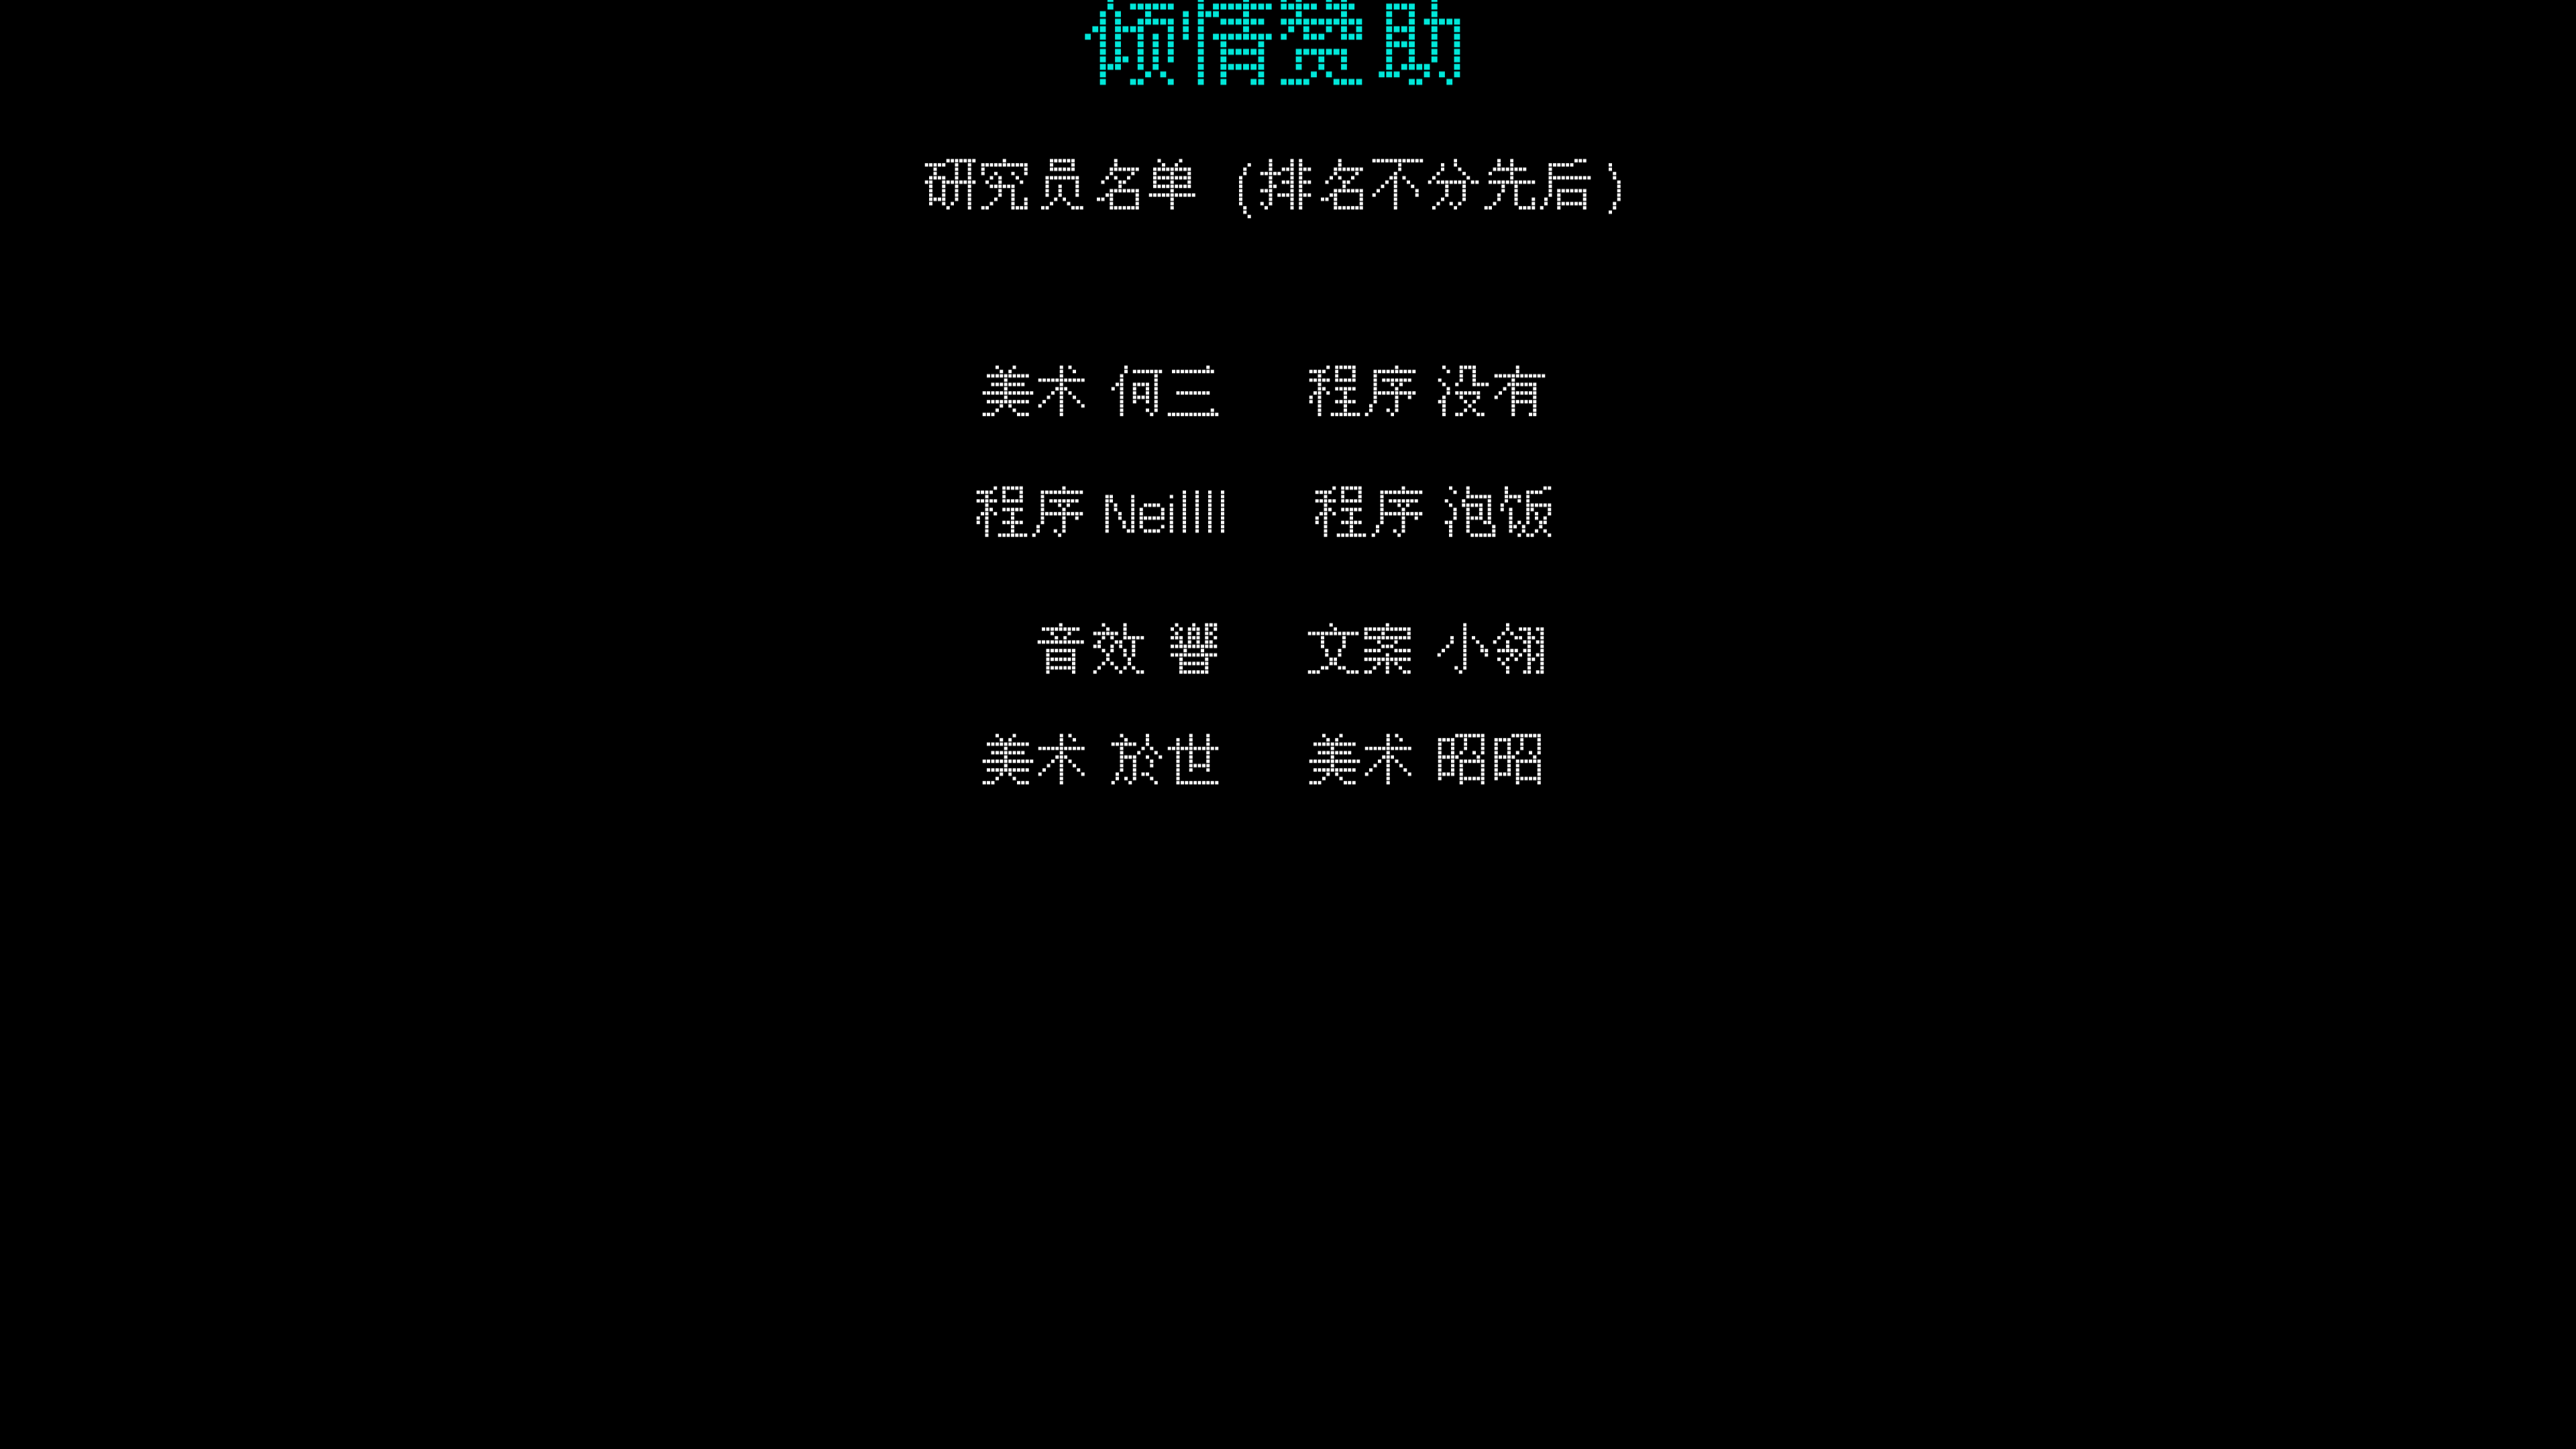 倾情赞助
研究员名单 (排名不分先后)
美术 何三 程序 没有
程序 Neillll 程序 泡饭
音效 響 文案 小翎
美术 於世 美术 昭昭